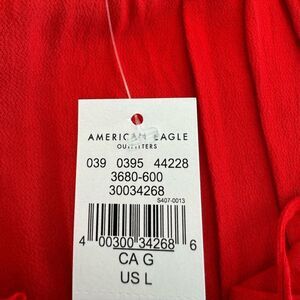 AMERICAN EAGLE
OUTFITTERS
039 0395 44228
3680-600
30034268
S407-0013
4 00300 34268 6
CA G
US L